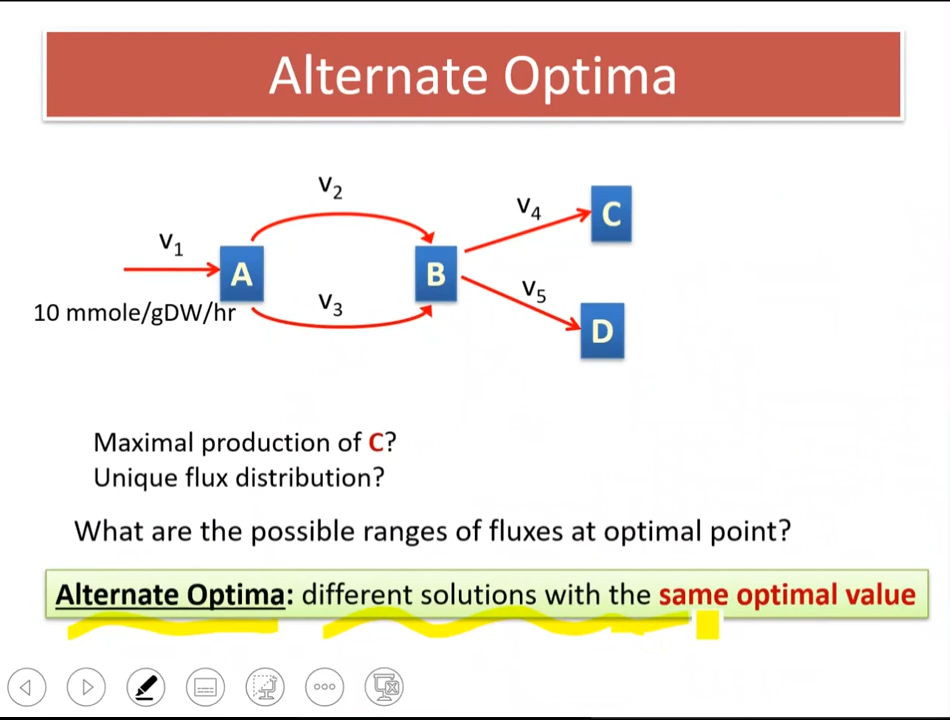 Alternate Optima
V₂
V₄
C
V₁
A
B
V₅
V₃
10 mmole/gDW/hr
D
Maximal production of C?
Unique flux distribution?
What are the possible ranges of fluxes at optimal point?
Alternate Optima: different solutions with the same optimal value